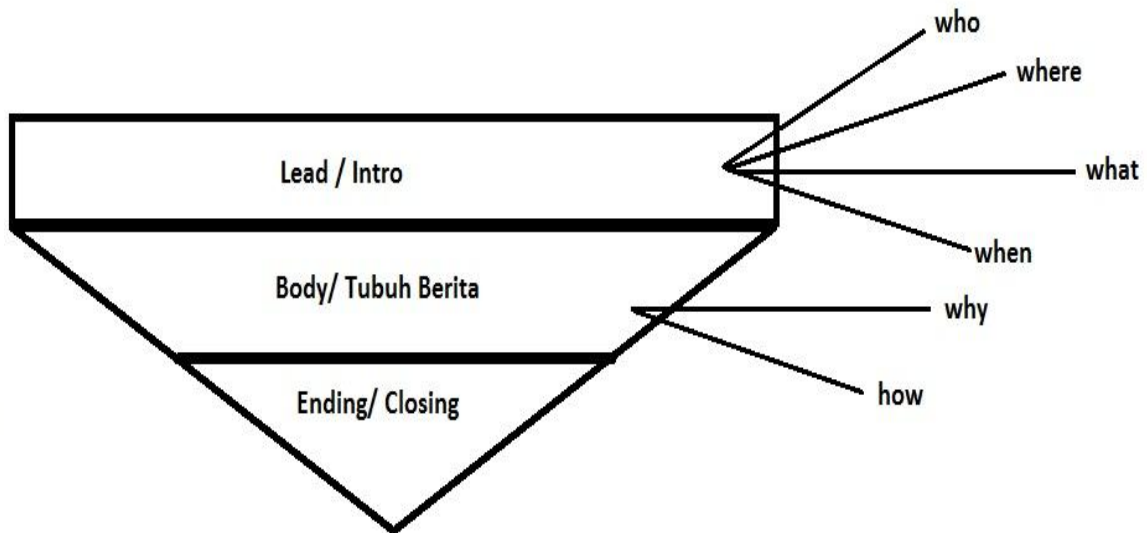 who
where
Lead / Intro
what
when
Body/ Tubuh Berita
why
how
Ending/ Closing